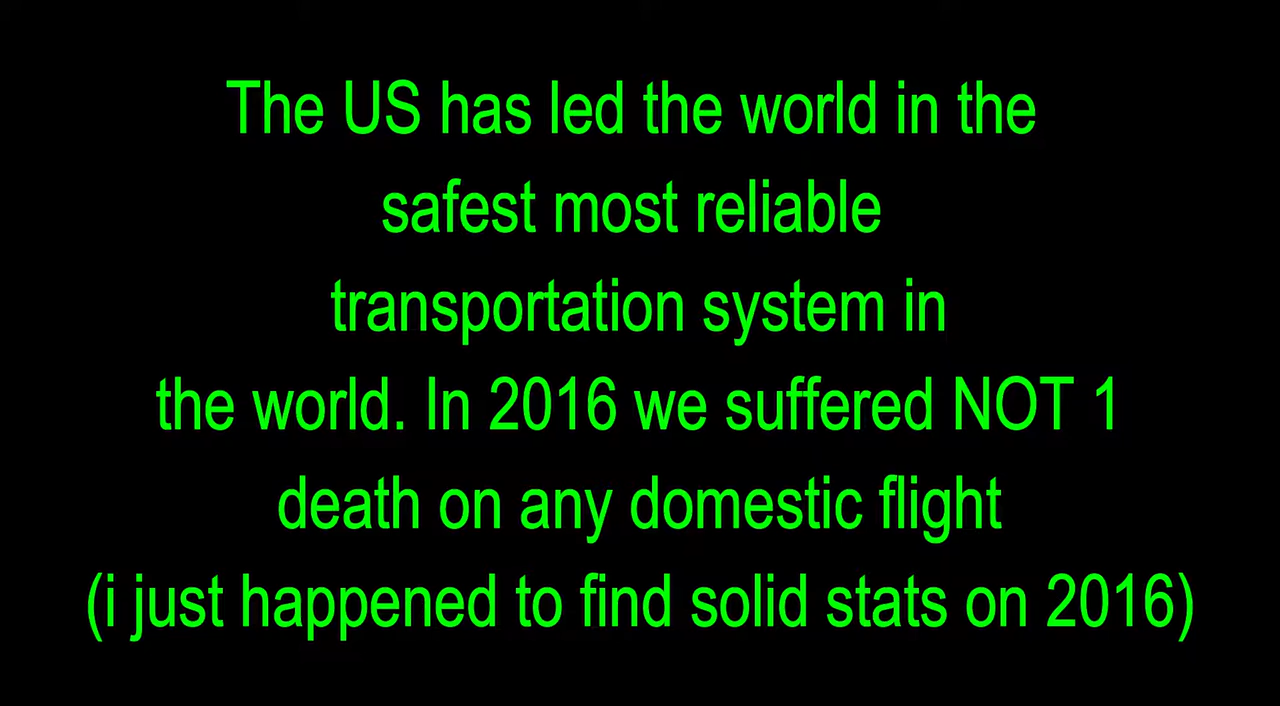 The US has led the world in the
safest most reliable
transportation system in
the world. In 2016 we suffered NOT 1
death on any domestic flight
(i just happened to find solid stats on 2016)